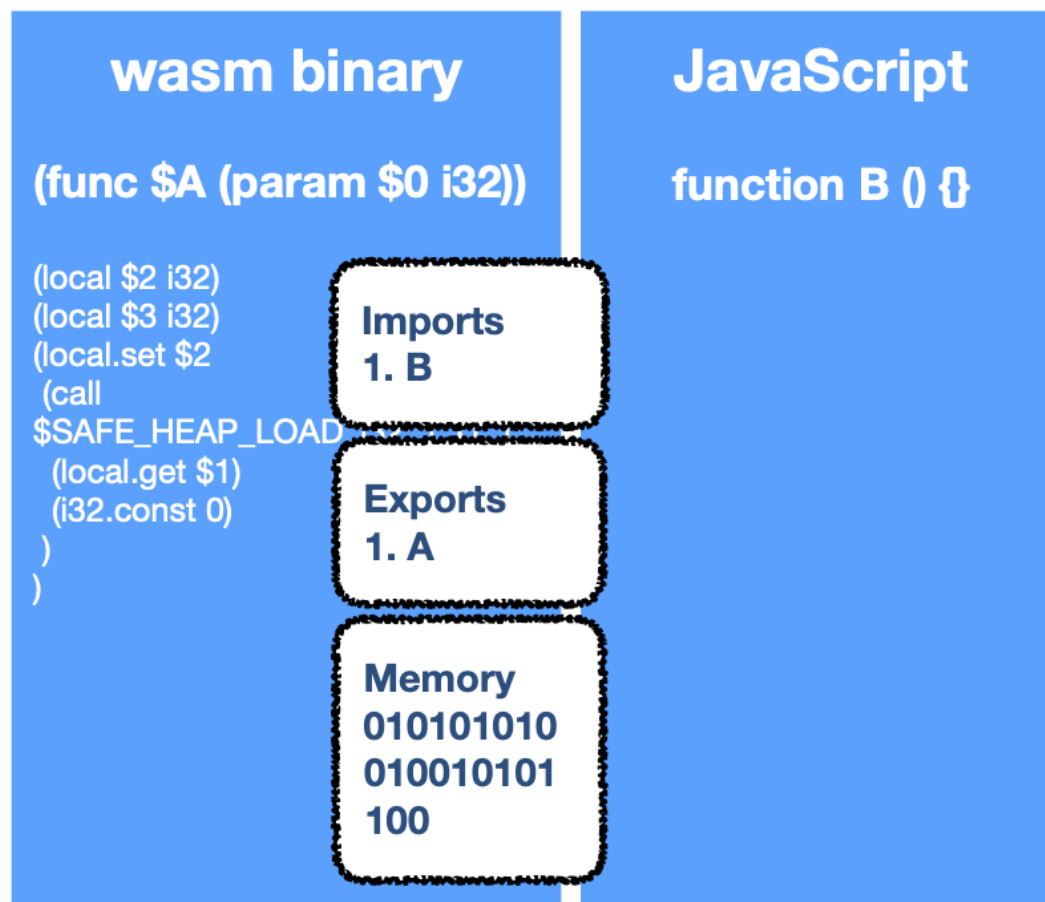 wasm binary
(func $A (param $0 i32))
(local $2 i32)
(local $3 i32)
(local.set $2
(call
$SAFE_HEAP_LOAD
(local.get $1)
(i32.const 0)
)
)
Imports
1. B
Exports
1. A
Memory
010101010
010010101
100
JavaScript
function B () {}